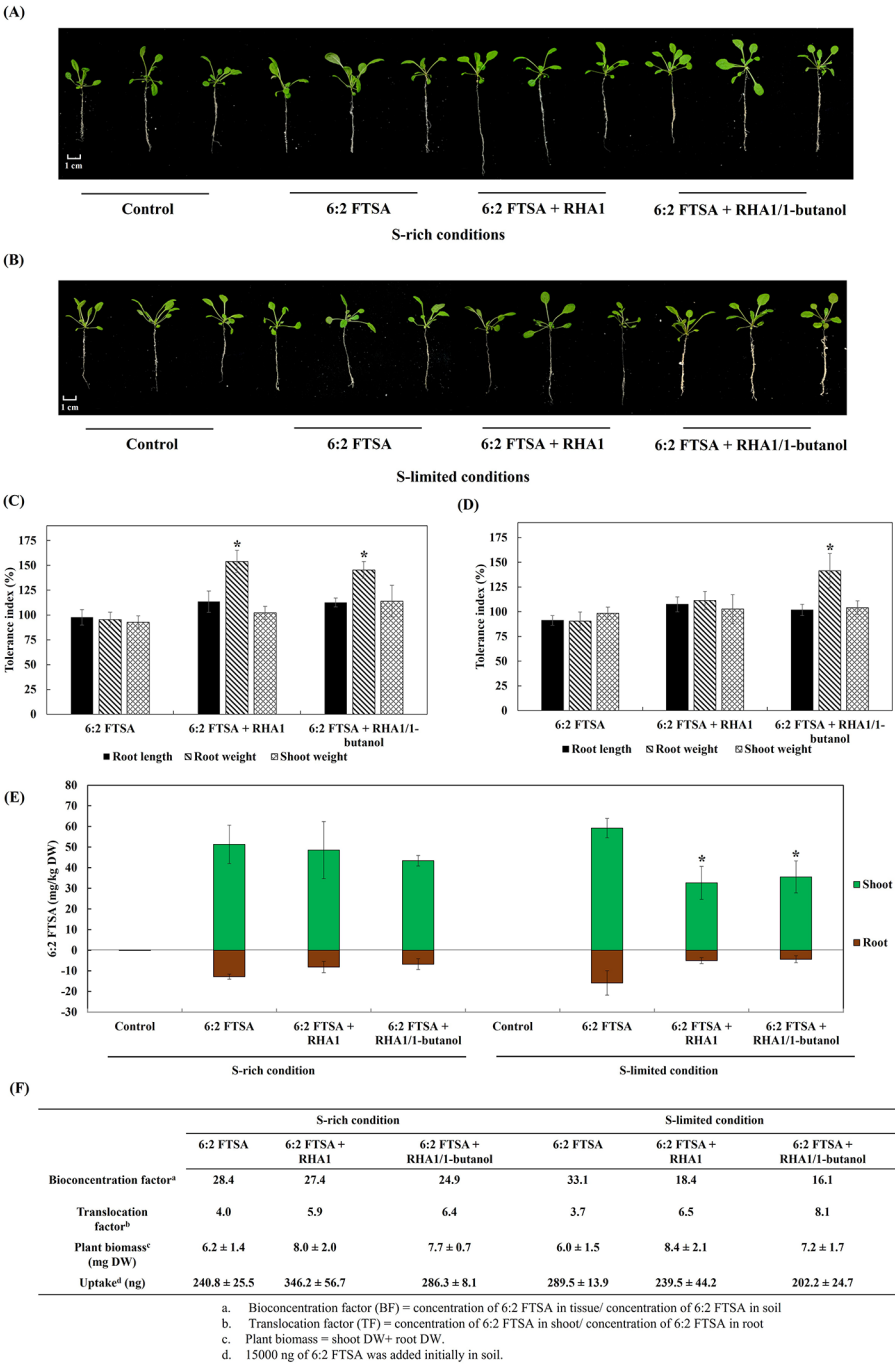 (A)
1 cm
Control
6:2 FTSA
6:2 FTSA + RHA1
6:2 FTSA + RHA1/1-butanol
S-rich conditions
(B)
1 cm
Control
6:2 FTSA
6:2 FTSA + RHA1
6:2 FTSA + RHA1/1-butanol
S-limited conditions
(C)
Tolerance index (%)
175
150
125
100
75
50
25
0
*
*
6:2 FTSA
6:2 FTSA + RHA1
6:2 FTSA + RHA1/1-
butanol
Root length
Root weight
Shoot weight
(D)
Tolerance index (%)
175
150
125
100
75
50
25
0
*
6:2 FTSA
6:2 FTSA + RHA1
6:2 FTSA + RHA1/1-
butanol
Root length
Root weight
Shoot weight
(E)
6:2 FTSA (mg/kg DW)
80
70
60
50
40
30
20
10
0
-10
-20
-30
*
*
Shoot
Root
Control
6:2 FTSA
6:2 FTSA +
RHA1
6:2 FTSA +
RHA1/1-butanol
Control
6:2 FTSA
6:2 FTSA +
RHA1
6:2 FTSA +
RHA1/1-butanol
S-rich condition
S-limited condition
(F)
S-rich condition S-limited condition
6:2 FTSA 6:2 FTSA + 6:2 FTSA + 6:2 FTSA 6:2 FTSA + 6:2 FTSA +
RHA1 RHA1/1-butanol RHA1 RHA1/1-butanol
Bioconcentration factorᵃ 28.4 27.4 24.9 33.1 18.4 16.1
Translocation 4.0 5.9 6.4 3.7 6.5 8.1
factorᵇ
Plant biomassᶜ 6.2 ± 1.4 8.0 ± 2.0 7.7 ± 0.7 6.0 ± 1.5 8.4 ± 2.1 7.2 ± 1.7
(mg DW)
Uptakeᵈ (ng) 240.8 ± 25.5 346.2 ± 56.7 286.3 ± 8.1 289.5 ± 13.9 239.5 ± 44.2 202.2 ± 24.7
a. Bioconcentration factor (BF) = concentration of 6:2 FTSA in tissue/ concentration of 6:2 FTSA in soil
b. Translocation factor (TF) = concentration of 6:2 FTSA in shoot/ concentration of 6:2 FTSA in root
c. Plant biomass = shoot DW+ root DW.
d. 15000 ng of 6:2 FTSA was added initially in soil.